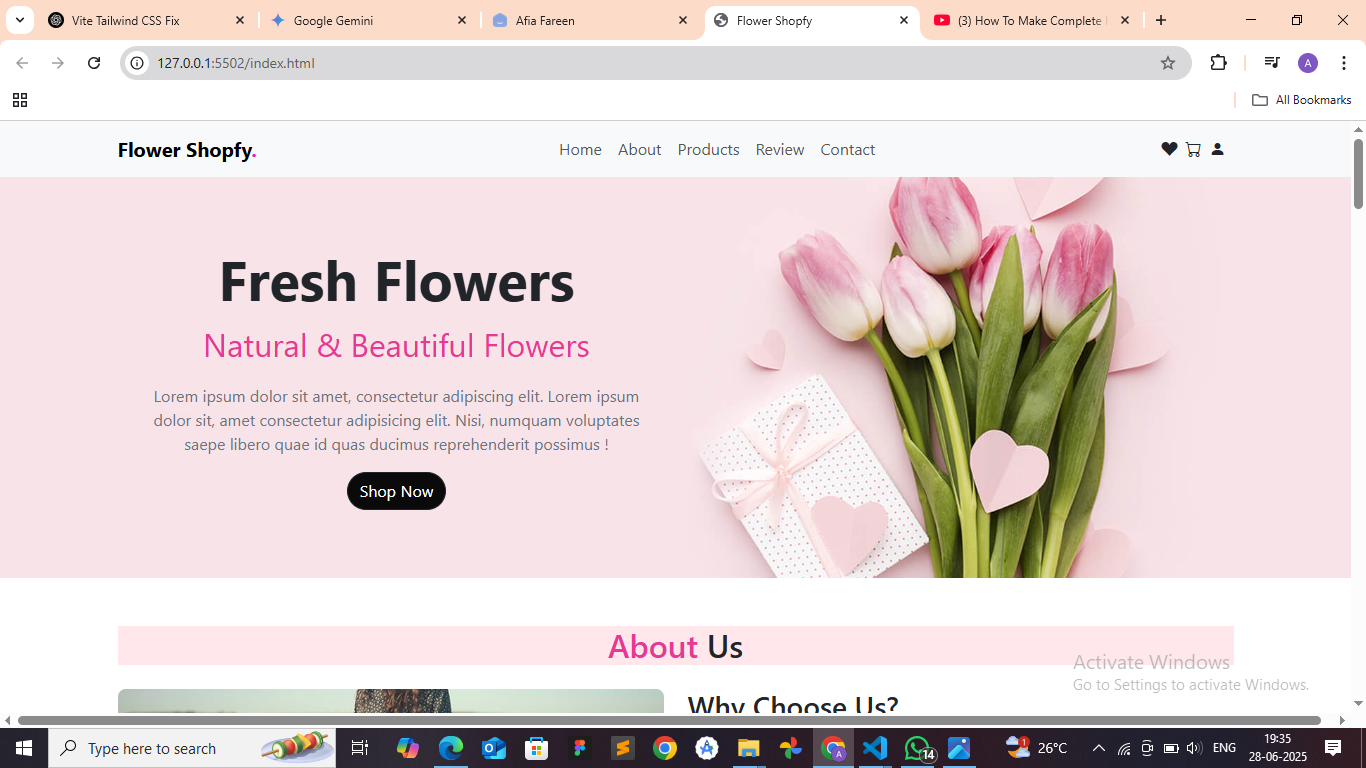 Vite Tailwind CSS Fix
Google Gemini
Afia Fareen
Flower Shopfy
(3) How To Make Complete
127.0.0.1:5502/index.html
A
All Bookmarks
Flower Shopfy.
Home About Products Review Contact
Fresh Flowers
Natural & Beautiful Flowers
Lorem ipsum dolor sit amet, consectetur adipiscing elit. Lorem ipsum
dolor sit, amet consectetur adipisicing elit. Nisi, numquam voluptates
saepe libero quae id quas ducimus reprehenderit possimus !
Shop Now
About Us
Why Choose Us?
Activate Windows
Go to Settings to activate Windows.
Type here to search
A
14
1
26°C
ENG
19:35
28-06-2025